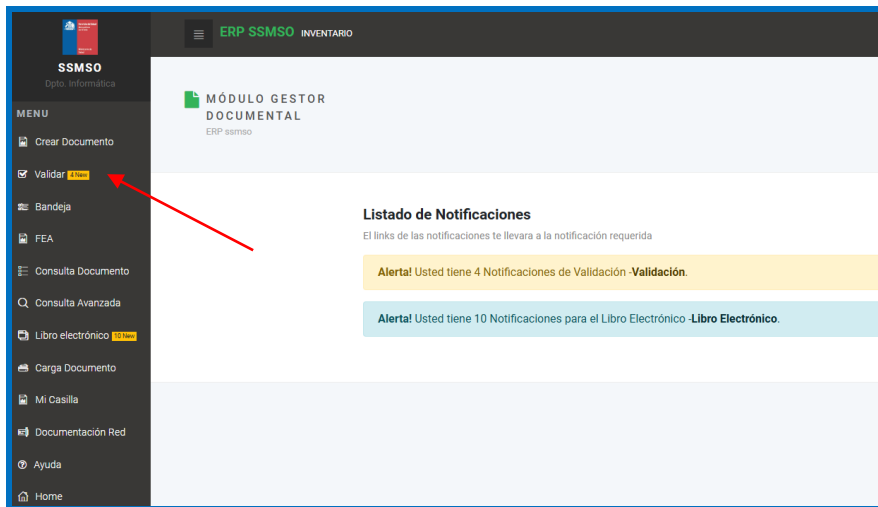 SSMSO
Dpto. Informática
MENU
Crear Documento
Validar 4 New
Bandeja
FEA
Consulta Documento
Consulta Avanzada
Libro electrónico 10 New
Carga Documento
Mi Casilla
Documentación Red
Ayuda
Home
ERP SSMSO INVENTARIO
MÓDULO GESTOR
DOCUMENTAL
ERP ssmso
Listado de Notificaciones
El links de las notificaciones te llevara a la notificación requerida
Alerta! Usted tiene 4 Notificaciones de Validación -Validación.
Alerta! Usted tiene 10 Notificaciones para el Libro Electrónico -Libro Electrónico.